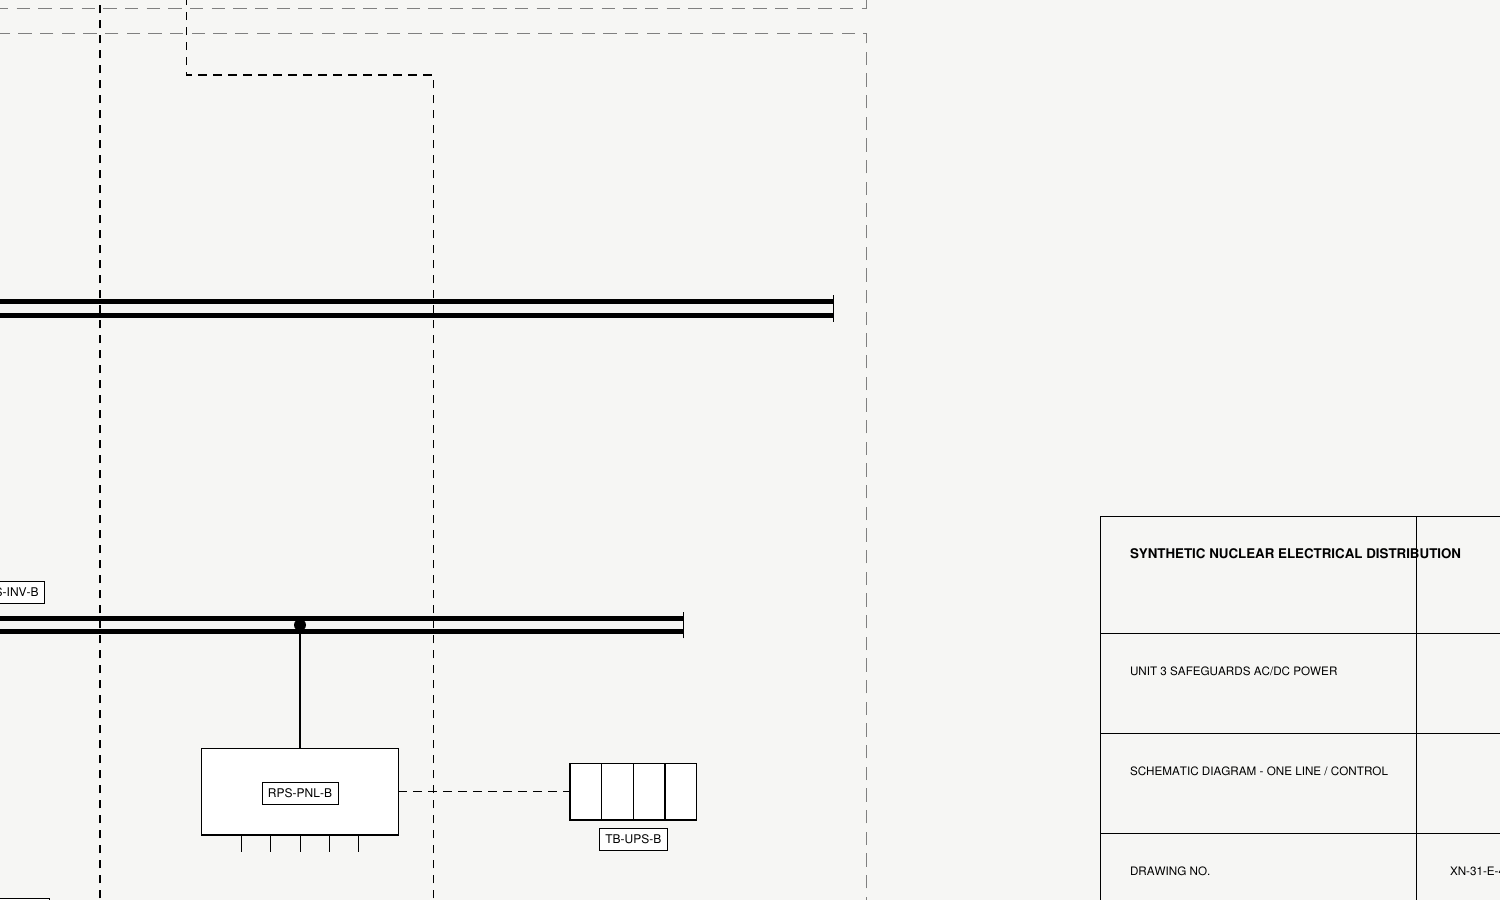 SYNTHETIC NUCLEAR ELECTRICAL DISTRIBUTION
-INV-B
UNIT 3 SAFEGUARDS AC/DC POWER
SCHEMATIC DIAGRAM - ONE LINE / CONTROL
RPS-PNL-B
TB-UPS-B
DRAWING NO.
XN-31-E-